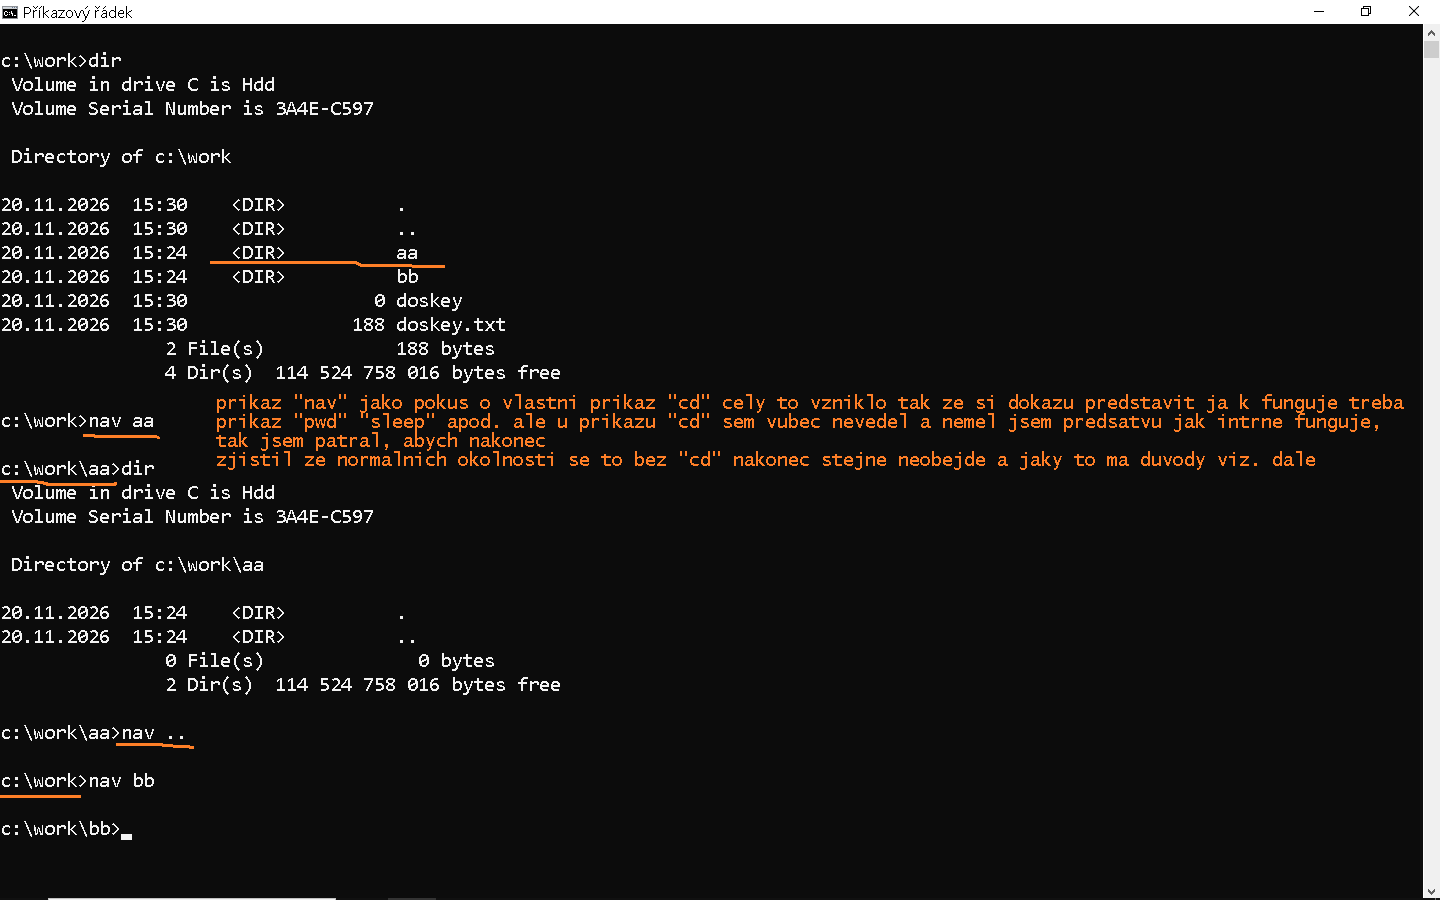 Příkazový řádek
c:\work>dir
Volume in drive C is Hdd
Volume Serial Number is 3A4E-C597
Directory of c:\work
20.11.2026  15:30    <DIR>          .
20.11.2026  15:30    <DIR>          ..
20.11.2026  15:24    <DIR>          aa
20.11.2026  15:24    <DIR>          bb
20.11.2026  15:30                 0 doskey
20.11.2026  15:30               188 doskey.txt
2 File(s)            188 bytes
4 Dir(s)  114 524 758 016 bytes free
prikaz "nav" jako pokus o vlastni prikaz "cd" cely to vzniklo tak ze si dokazu predstavit ja k funguje treba
c:\work>nav aa
prikaz "pwd" "sleep" apod. ale u prikazu "cd" sem vubec nevedel a nemel jsem predsatvu jak intrne funguje,
tak jsem patral, abych nakonec
zjistil ze normalnich okolnosti se to bez "cd" nakonec stejne neobejde a jaky to ma duvody viz. dale
c:\work\aa>dir
Volume in drive C is Hdd
Volume Serial Number is 3A4E-C597
Directory of c:\work\aa
20.11.2026  15:24    <DIR>          .
20.11.2026  15:24    <DIR>          ..
0 File(s)              0 bytes
2 Dir(s)  114 524 758 016 bytes free
c:\work\aa>nav ..
c:\work>nav bb
c:\work\bb>